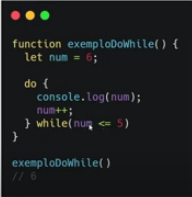 function exemploDoWhile() {
let num = 6;
do {
console.log(num);
num++;
} while(num <= 5)
}
exemploDoWhile()
// 6